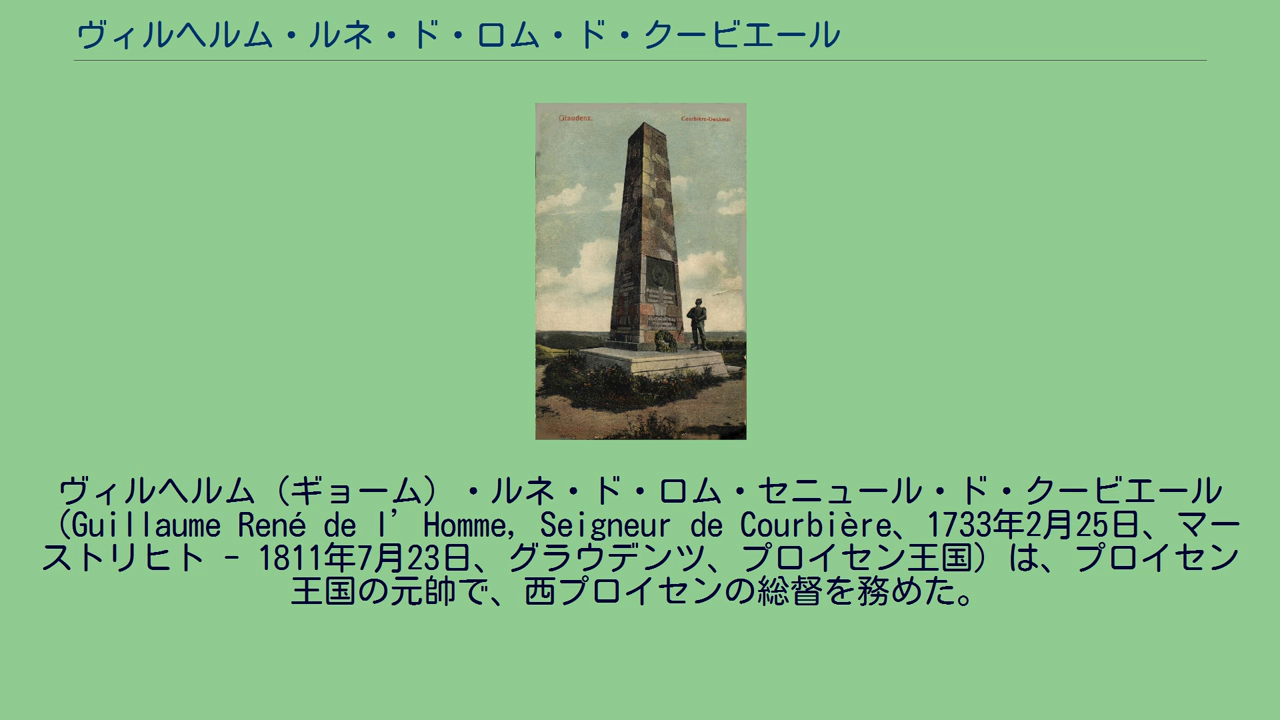 ヴィルヘルム・ルネ・ド・ロム・ド・クービエール
Graudenz.
Courbière-Denkmal
ヴィルヘルム（ギョーム）・ルネ・ド・ロム・セニュール・ド・クービエール
（Guillaume René de l’Homme, Seigneur de Courbière、1733年2月25日、マー
ストリヒト - 1811年7月23日、グラウデンツ、プロイセン王国）は、プロイセン
王国の元帥で、西プロイセンの総督を務めた。